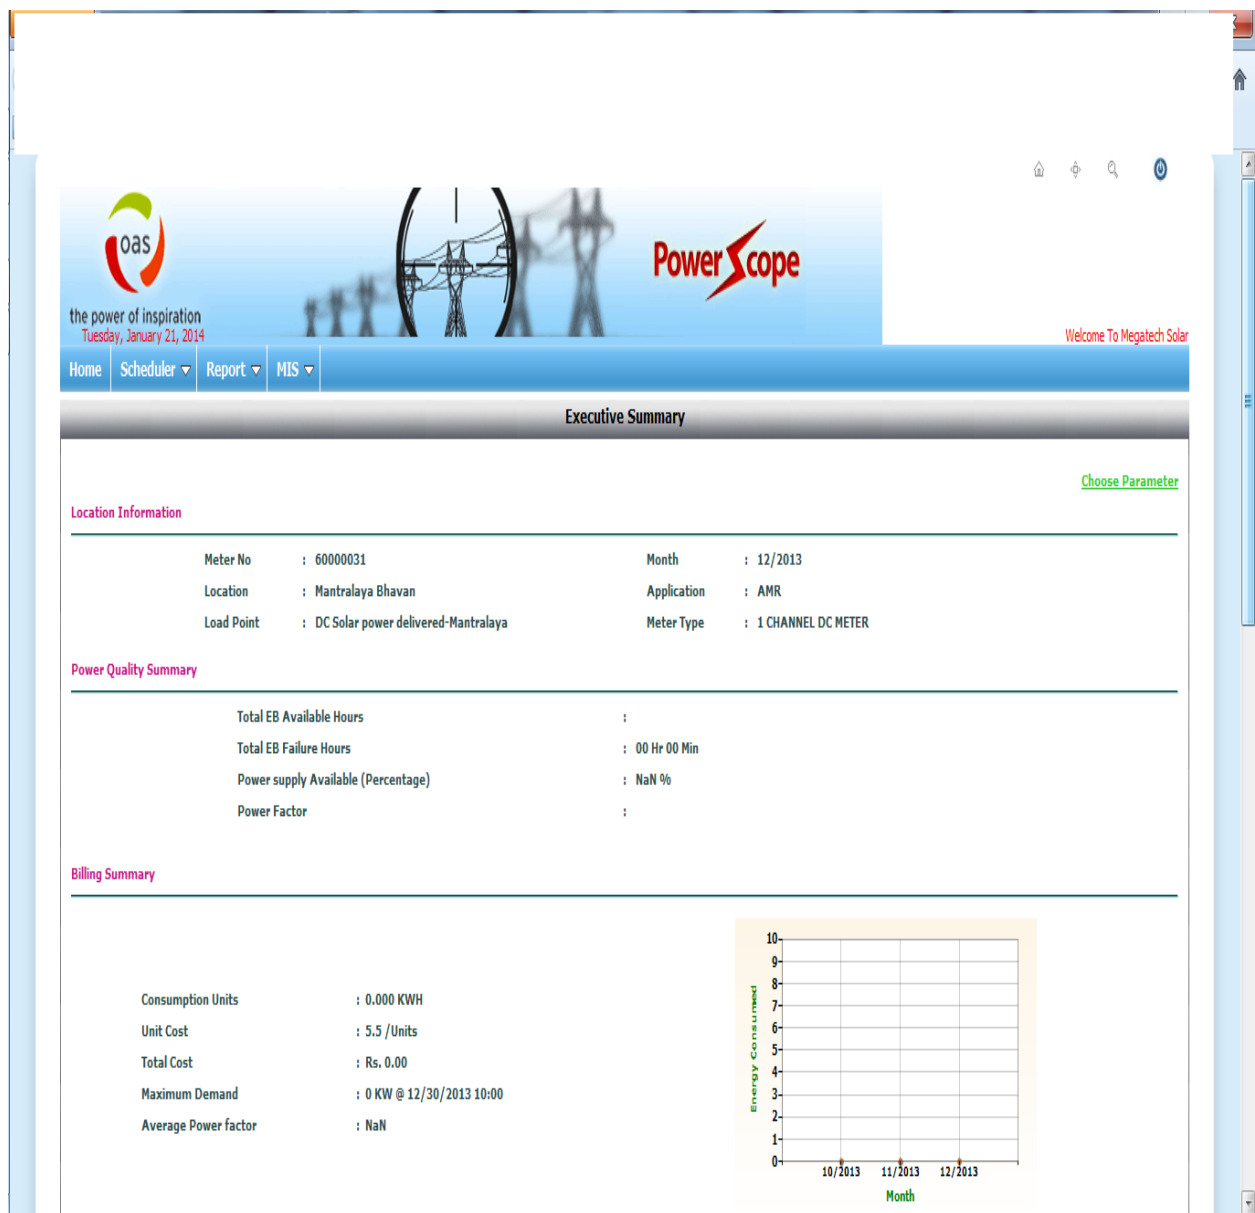 oas
the power of inspiration
Tuesday, January 21, 2014
PowerScope
Welcome To Megatech Solar
Home Scheduler Report MIS
Executive Summary
Choose Parameter
Location Information
Meter No : 60000031 Month : 12/2013
Location : Mantralaya Bhavan Application : AMR
Load Point : DC Solar power delivered-Mantralaya Meter Type : 1 CHANNEL DC METER
Power Quality Summary
Total EB Available Hours :
Total EB Failure Hours : 00 Hr 00 Min
Power supply Available (Percentage) : NaN %
Power Factor :
Billing Summary
Consumption Units : 0.000 KWH
Unit Cost : 5.5 /Units
Total Cost : Rs. 0.00
Maximum Demand : 0 KW @ 12/30/2013 10:00
Average Power factor : NaN
Energy Consumed
10
9
8
7
6
5
4
3
2
1
0
10/2013 11/2013 12/2013
Month